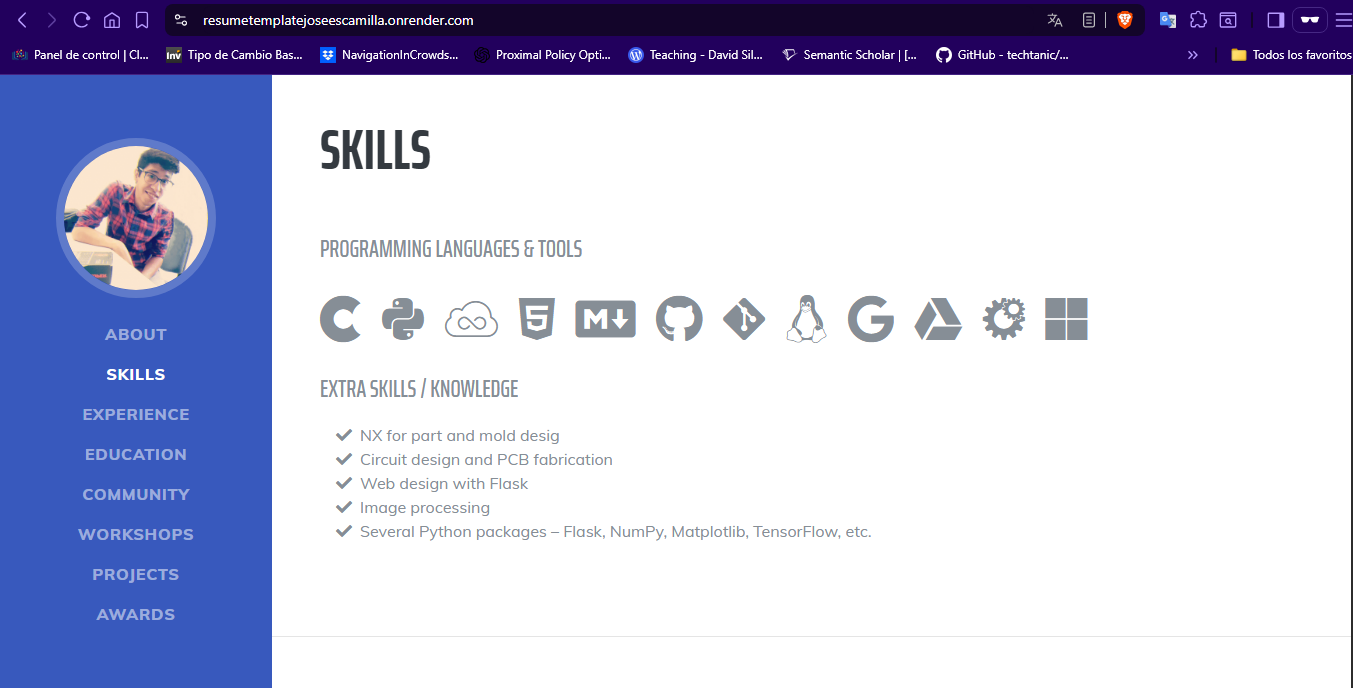 resumetemplatejoseescamilla.onrender.com
Panel de control | Cl...
inv Tipo de Cambio Bas...
NavigationInCrowds...
Proximal Policy Opti...
Teaching - David Sil...
Semantic Scholar | [...
GitHub - techtanic/...
»
Todos los favoritos
ABOUT
SKILLS
EXPERIENCE
EDUCATION
COMMUNITY
WORKSHOPS
PROJECTS
AWARDS
SKILLS
PROGRAMMING LANGUAGES & TOOLS
EXTRA SKILLS / KNOWLEDGE
NX for part and mold desig
Circuit design and PCB fabrication
Web design with Flask
Image processing
Several Python packages – Flask, NumPy, Matplotlib, TensorFlow, etc.